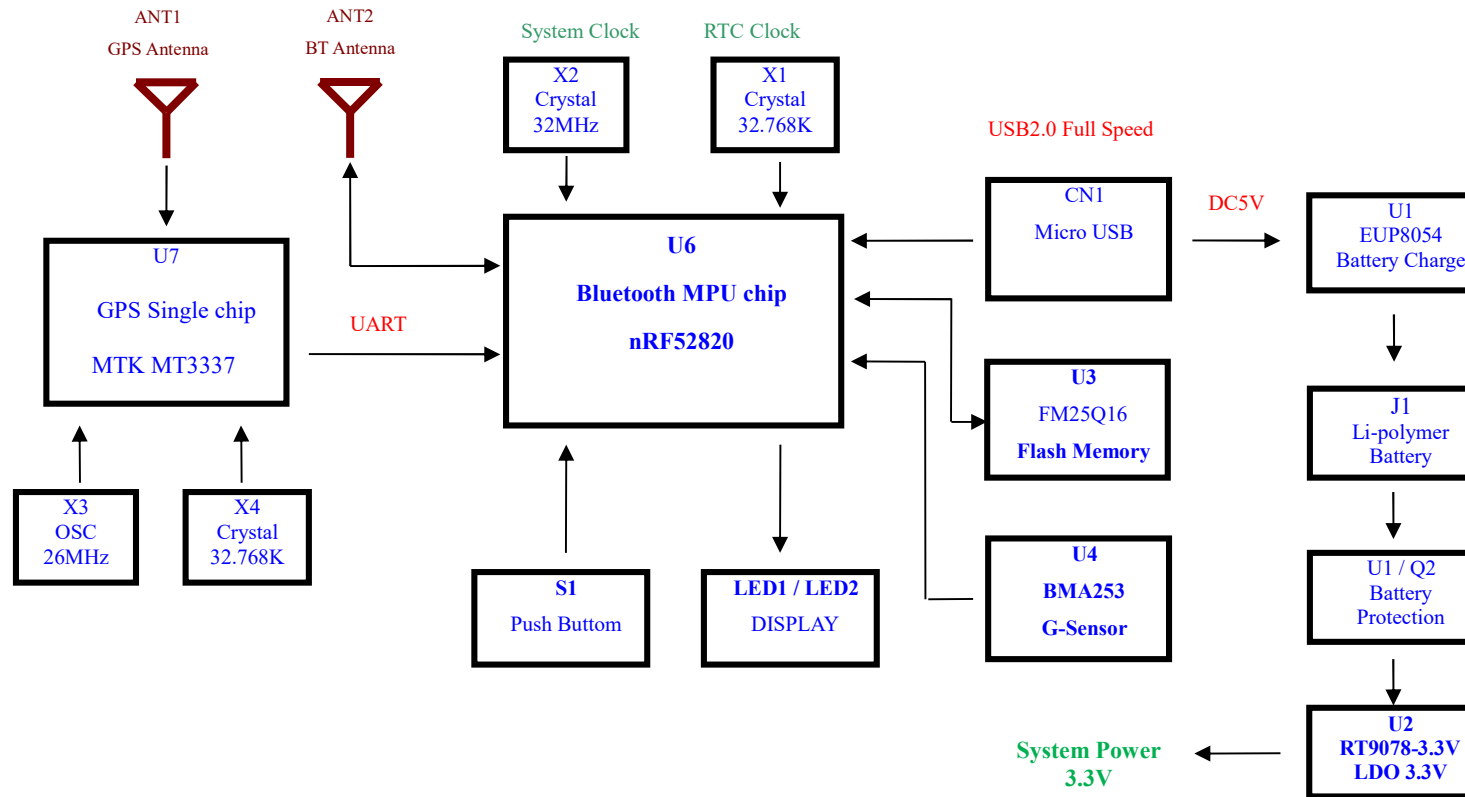 ANT1
GPS Antenna
ANT2
BT Antenna
System Clock
RTC Clock
X2
Crystal
32MHz
X1
Crystal
32.768K
USB2.0 Full Speed
CN1
Micro USB
DC5V
U1
EUP8054
Battery Charge
U7
GPS Single chip
MTK MT3337
UART
U6
Bluetooth MPU chip
nRF52820
U3
FM25Q16
Flash Memory
J1
Li-polymer
Battery
X3
OSC
26MHz
X4
Crystal
32.768K
S1
Push Buttom
LED1 / LED2
DISPLAY
U4
BMA253
G-Sensor
U1 / Q2
Battery
Protection
System Power
3.3V
U2
RT9078-3.3V
LDO 3.3V